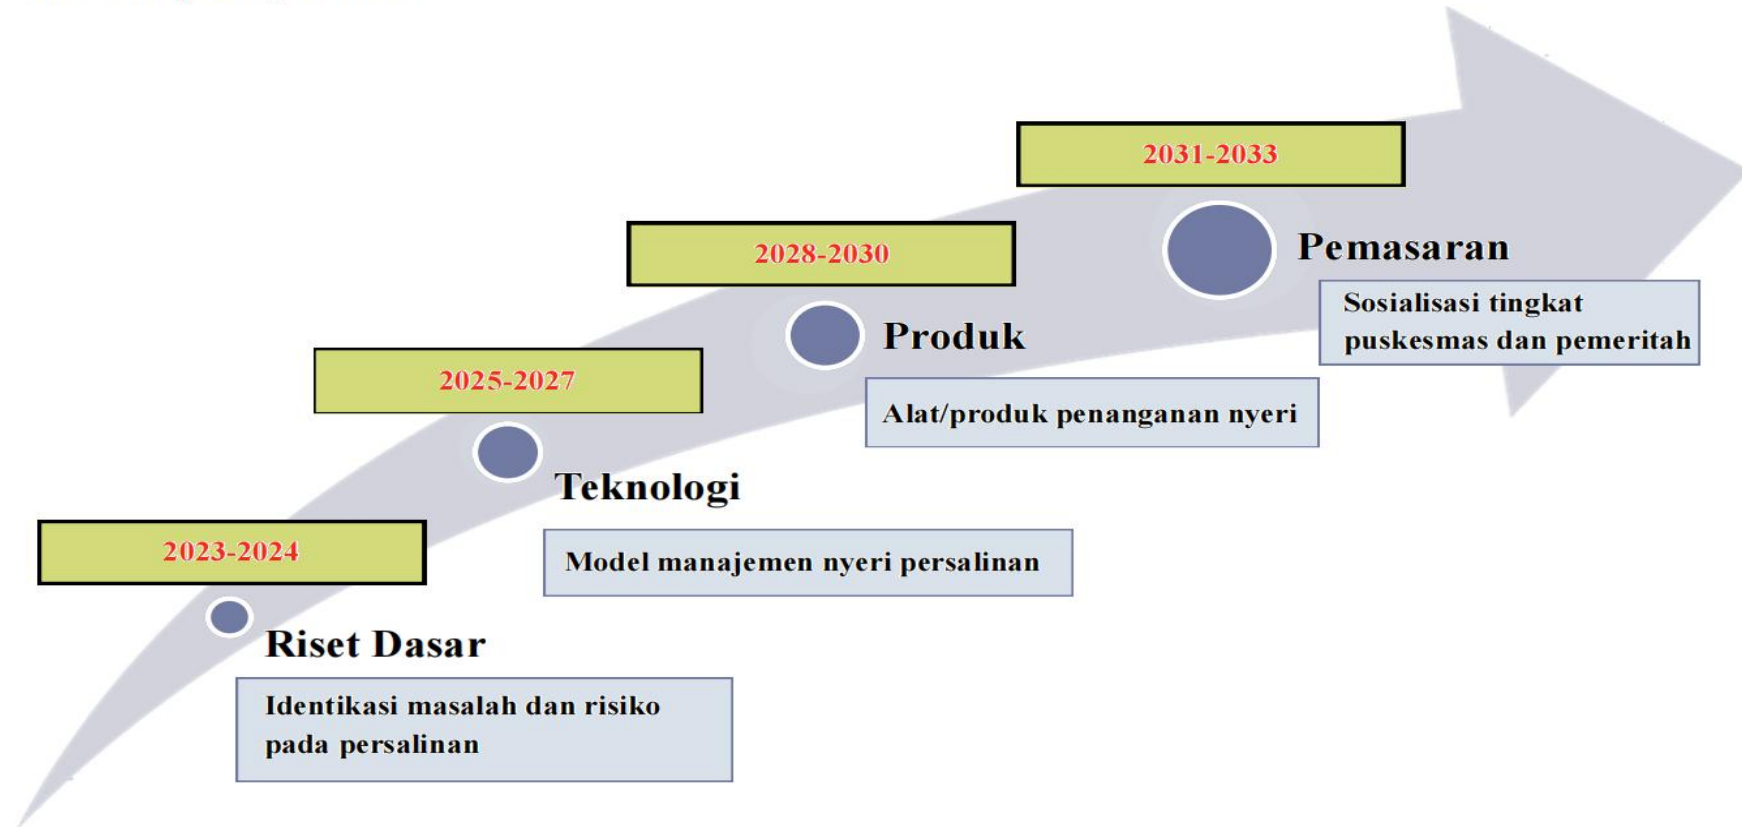 2023-2024
Riset Dasar
Identikasi masalah dan risiko
pada persalinan
2025-2027
Teknologi
Model manajemen nyeri persalinan
2028-2030
Produk
Alat/produk penanganan nyeri
2031-2033
Pemasaran
Sosialisasi tingkat
puskesmas dan pemeritah